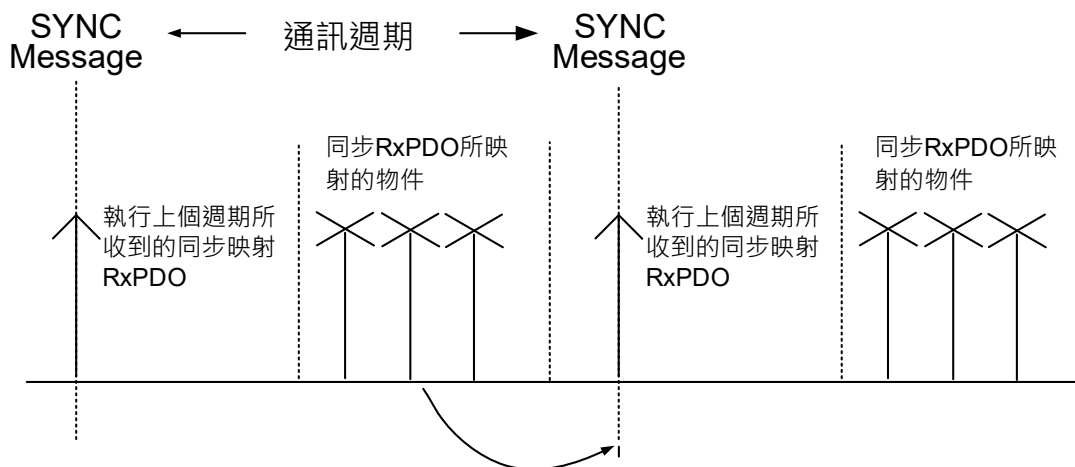 SYNC
Message
通訊週期
SYNC
Message
同步RxPDO所映
射的物件
同步RxPDO所映
射的物件
執行上個週期所
收到的同步映射
RxPDO
執行上個週期所
收到的同步映射
RxPDO